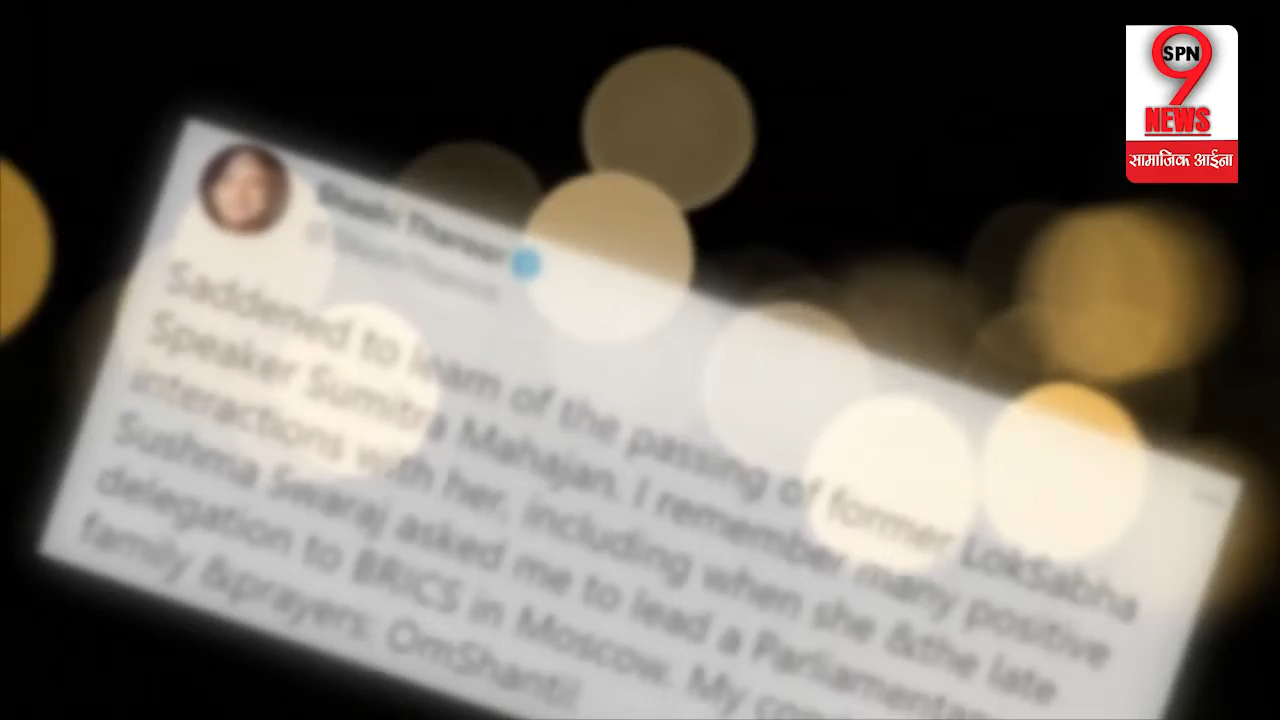 SPN
9
NEWS
सामाजिक आईना
Shashi Tharoor
Saddened to learn of the passing of former LokSabha
Speaker Sumitra Mahajan. I remember many positive
interactions with her, including when she &the late
Sushma Swaraj asked me to lead a Parliamentary
delegation to BRICS in Moscow. My
family &prayers. OmShanti!